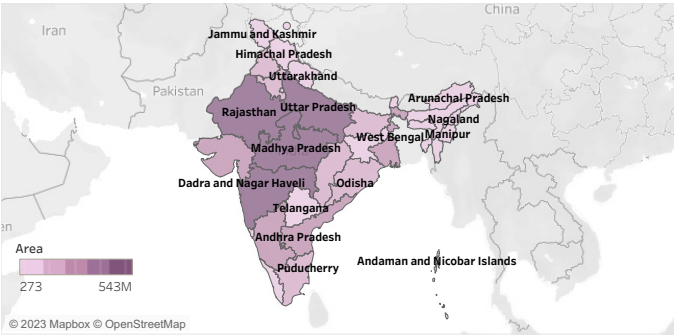 China
Iran
Jammu and Kashmir
Himachal Pradesh
Uttarakhand
Pakistan
Arunachal Pradesh
Rajasthan
Uttar Pradesh
Nagaland
West Bengal
Manipur
Madhya Pradesh
Dadra and Nagar Haveli
Odisha
Telangana
Andhra Pradesh
Puducherry
Andaman and Nicobar Islands
en
Area
273
543M
© 2023 Mapbox © OpenStreetMap